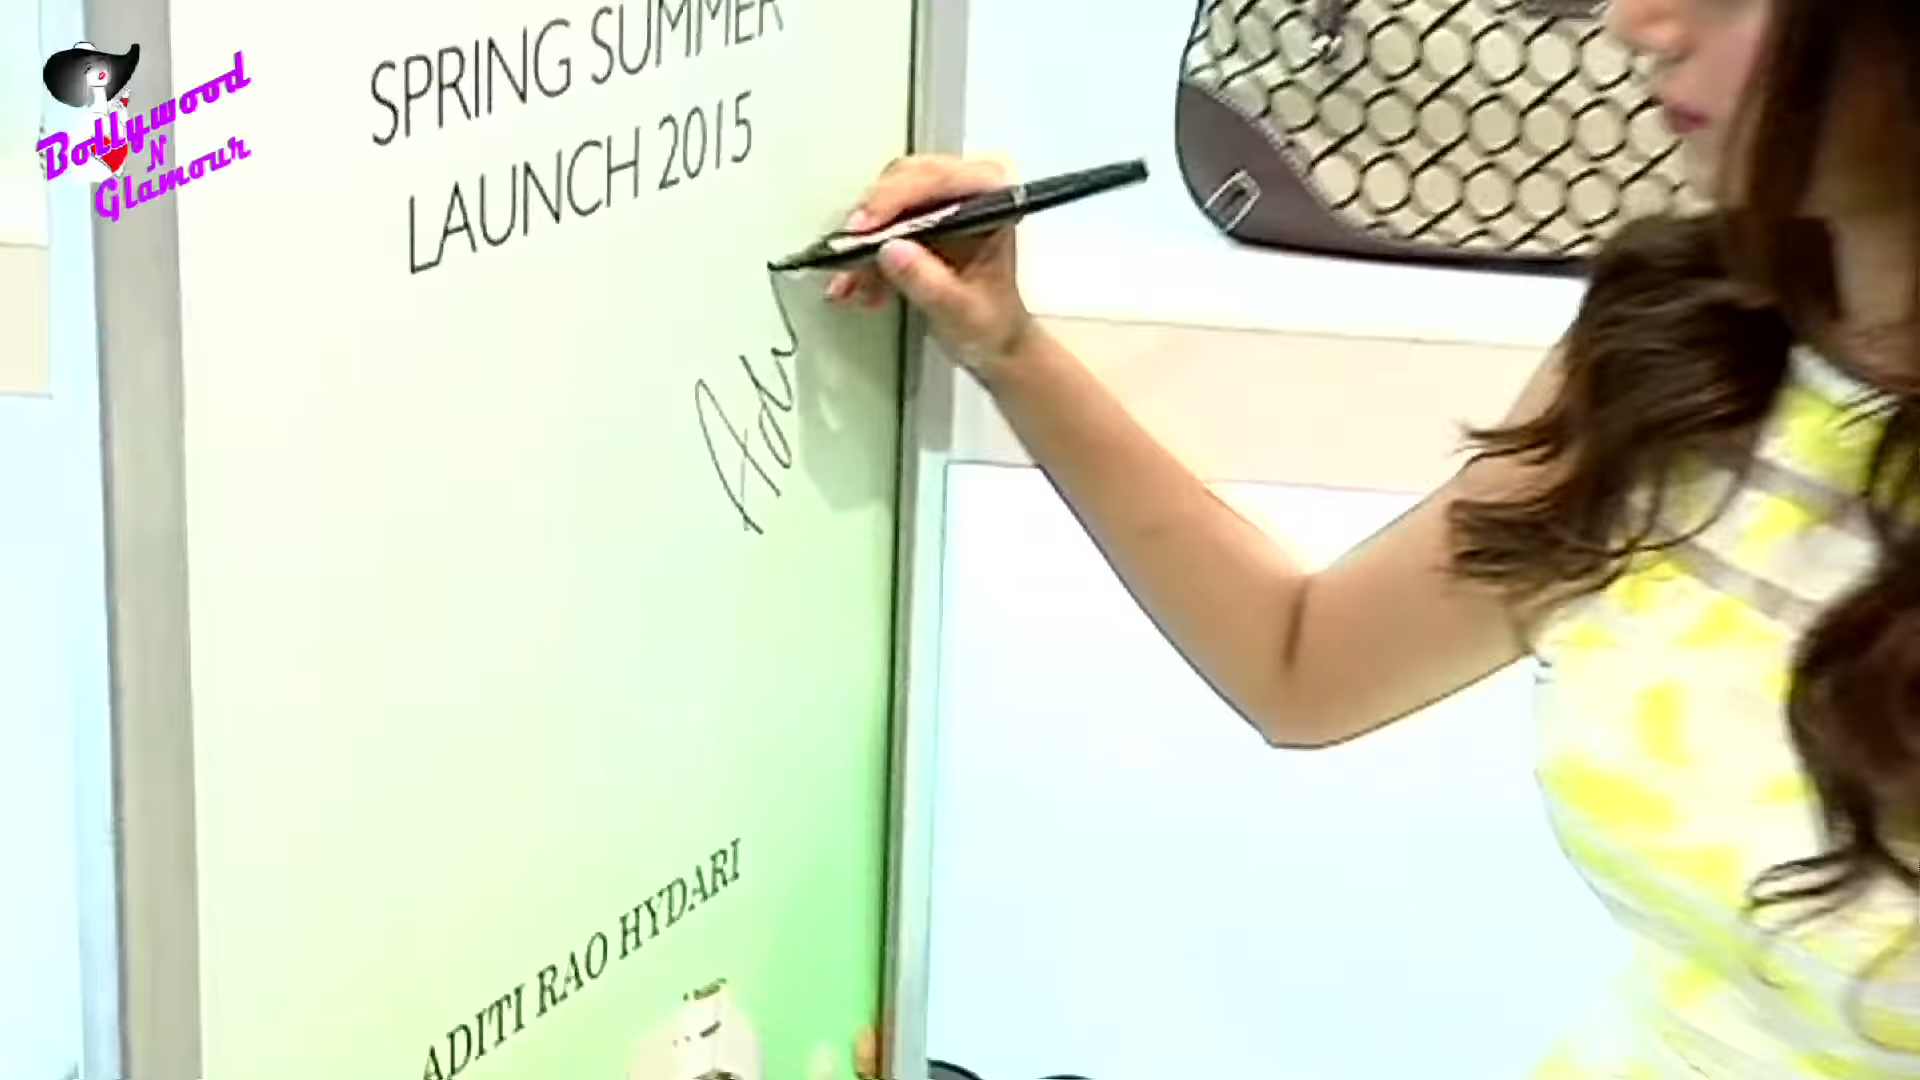 Bollywood
N
Glamour
SPRING SUMMER
LAUNCH 2015
ADITI RAO HYDARI